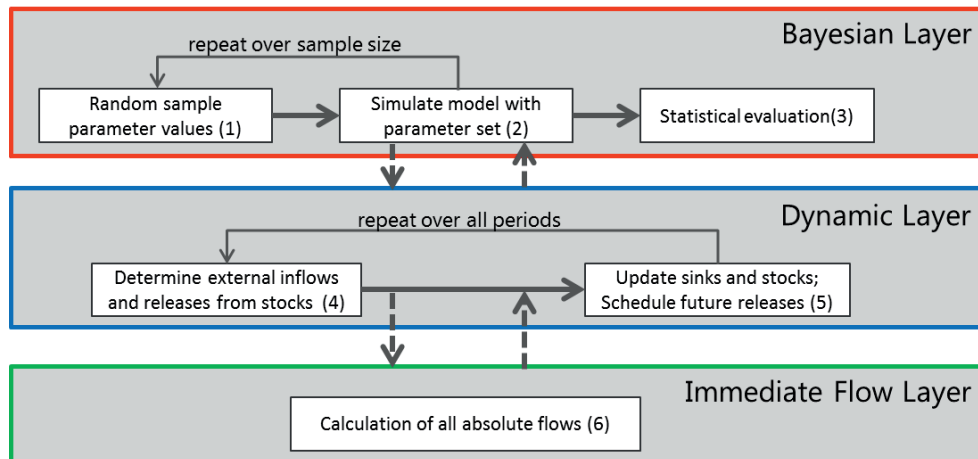 Bayesian Layer
repeat over sample size
Random sample
parameter values (1)
Simulate model with
parameter set (2)
Statistical evaluation(3)
Dynamic Layer
repeat over all periods
Determine external inflows
and releases from stocks (4)
Update sinks and stocks;
Schedule future releases (5)
Immediate Flow Layer
Calculation of all absolute flows (6)